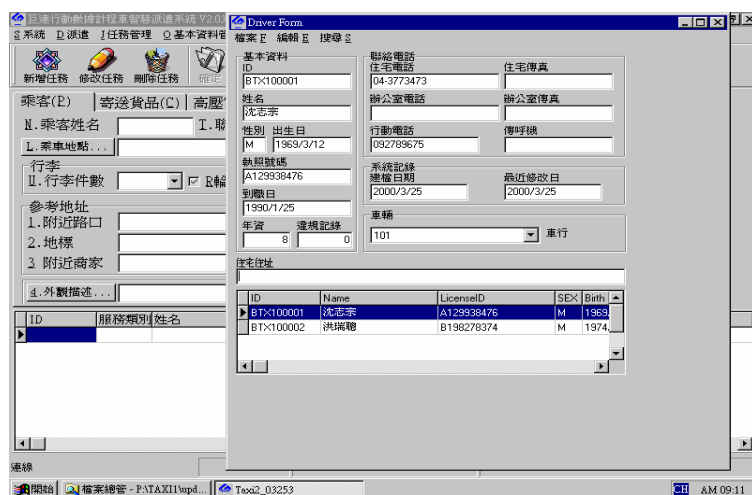 巨連行動數據計程車智慧派遣系統 V2.03
S系統 D派遣 J任務管理 O基本資料管
新增任務 修改任務 刪除任務 確定
乘客(P) 寄送貨品(C) 高壓
N.乘客姓名 T.聯
L.乘車地點...
行李
II.行李件數 R輪
參考地址
1.附近路口
2.地標
3 附近商家
4.外觀描述...
ID 服務類別 姓名
連線
Driver Form
檔案 F 編輯 E 搜尋 S
基本資料
ID
BTX100001
姓名
沈志宗
性別 出生日
M 1969/3/12
執照號碼
A129938476
到職日
1990/1/25
年資 違規記錄
8 0
聯絡電話
住宅電話 住宅傳真
04-3773473
辦公室電話 辦公室傳真
行動電話 傳呼機
092789675
系統記錄
建檔日期 最近修改日
2000/3/25 2000/3/25
車輛
101 車行
住宅住址
ID Name LicenseID SEX Birth
BTX100001 沈志宗 A129938476 M 1969.
BTX100002 洪瑞聰 B198278374 M 1974.
開始 檔案總管 - P:\TAXI1\upd... Taxi2_03253 CH AM 09:11